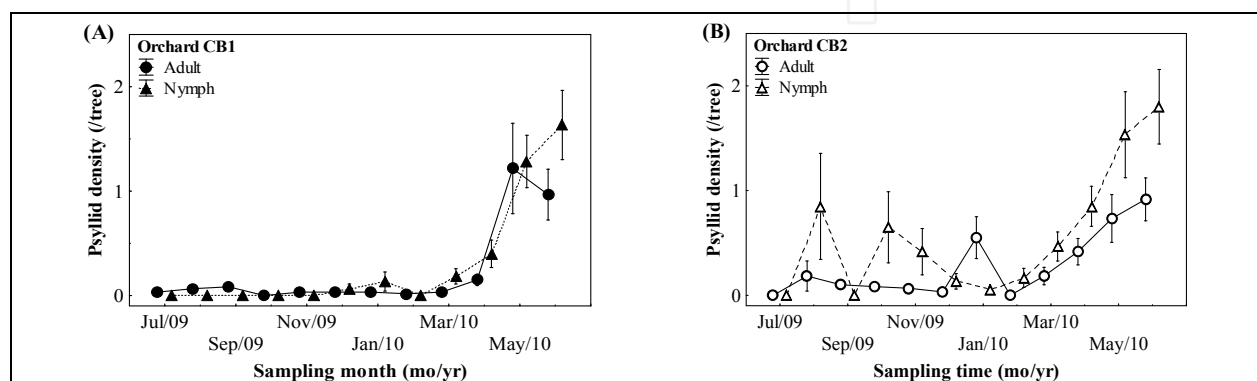 (A)
Orchard CB1
Adult
Nymph
2
1
0
Psyllid density (/tree)
Jul/09 Nov/09 Mar/10
Sep/09 Jan/10 May/10
Sampling month (mo/yr)
(B)
Orchard CB2
Adult
Nymph
2
1
0
Psyllid density (/tree)
Jul/09 Nov/09 Mar/10
Sep/09 Jan/10 May/10
Sampling time (mo/yr)